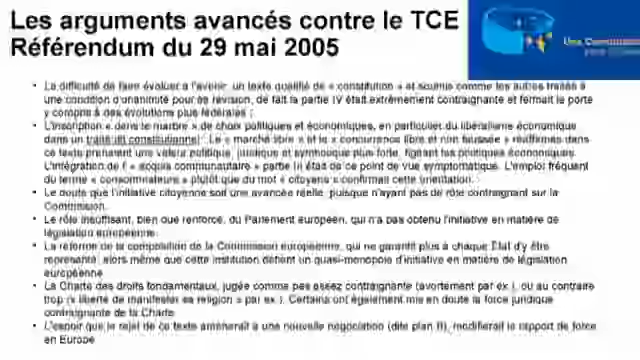 Les arguments avancés contre le TCE
Référendum du 29 mai 2005
• La difficulté de faire évoluer à l'avenir un texte qualifié de « constitution » et soumis comme les autres traités à
une condition d'unanimité pour sa révision, de fait la partie IV était extrêmement contraignante et fermait la porte
y compris à des évolutions plus fédérales ;
• L'inscription « dans le marbre » de choix politiques et économiques, en particulier du libéralisme économique
dans un traité dit constitutionnel : Le « marché libre » et la « concurrence libre et non faussée » réaffirmés dans
ce texte prenaient une valeur politique, juridique et symbolique plus forte, figeant les politiques économiques.
L'intégration de l' « acquis communautaire » partie III était de ce point de vue symptomatique. L'emploi fréquent
du terme « consommateurs » plutôt que du mot « citoyens » confirmait cette orientation.
• Le doute que l'initiative citoyenne soit une avancée réelle, puisque n'ayant pas de rôle contraignant sur la
Commission.
• Le rôle insuffisant, bien que renforcé, du Parlement européen, qui n'a pas obtenu l'initiative en matière de
législation européenne.
• La réforme de la composition de la Commission européenne, qui ne garantit plus à chaque État d'y être
représenté, alors même que cette institution détient un quasi-monopole d'initiative en matière de législation
européenne
• La Charte des droits fondamentaux, jugée comme pas assez contraignante (avortement par ex.), ou au contraire
trop (« liberté de manifester sa religion » par ex.). Certains ont également mis en doute la force juridique
contraignante de la Charte
• L'espoir que le rejet de ce texte amènerait à une nouvelle négociation (dite plan B), modifierait le rapport de force
en Europe